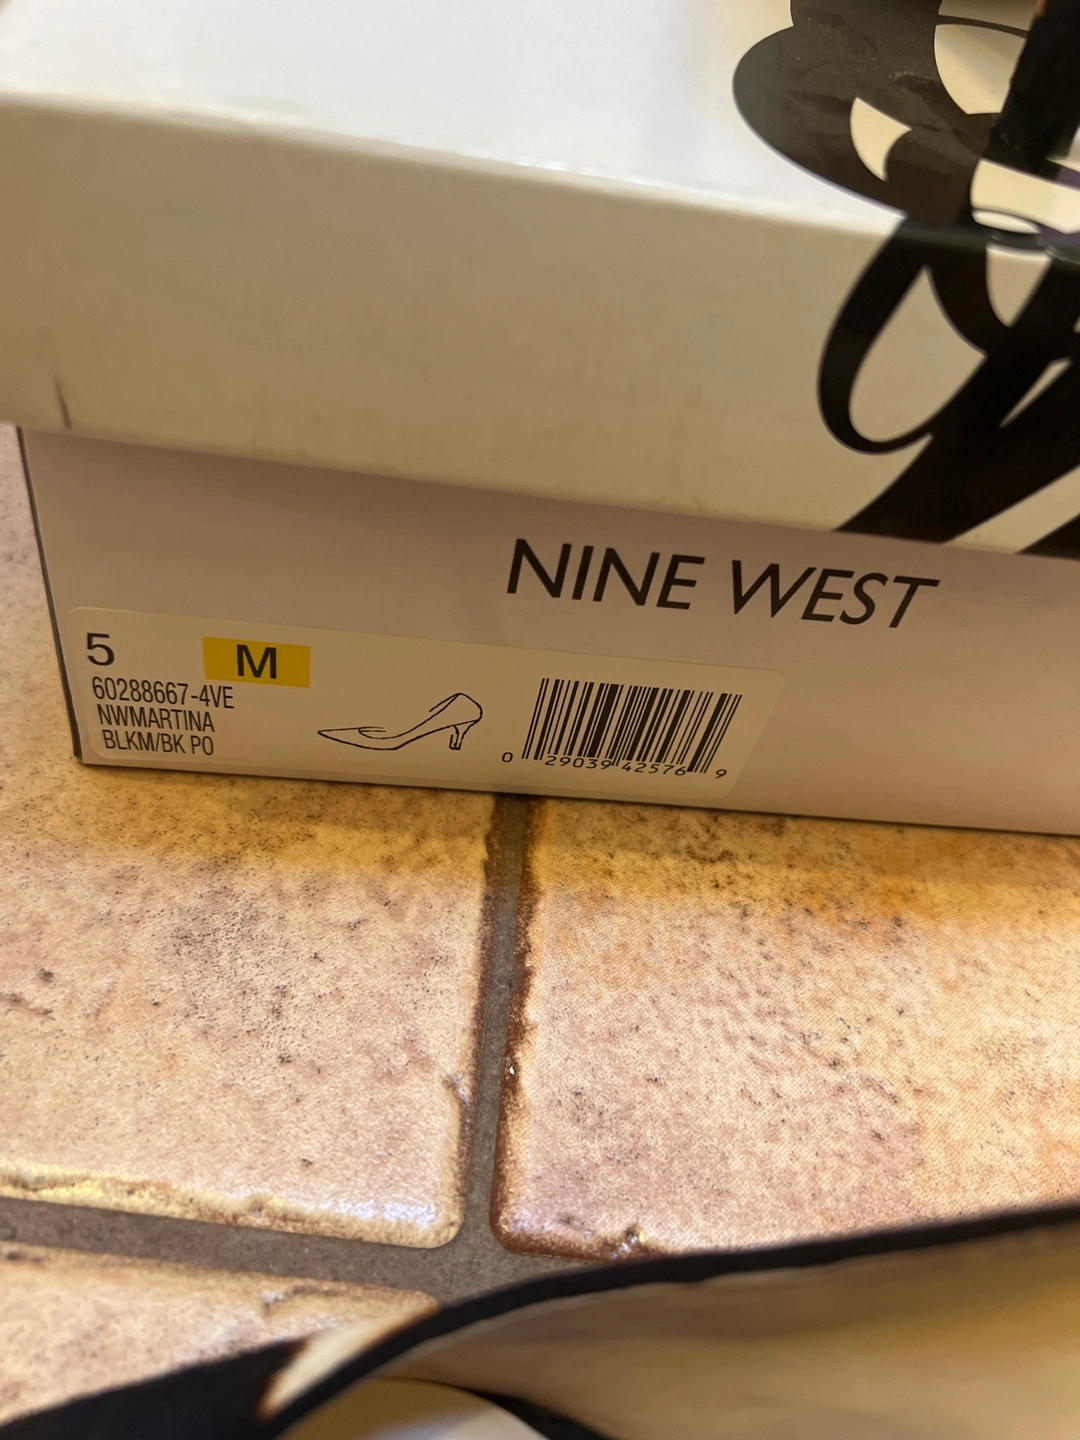 NINE WEST
5 M
60288667-4VE
NWMARTINA
BLKM/BK PO
0 29039 42576 9